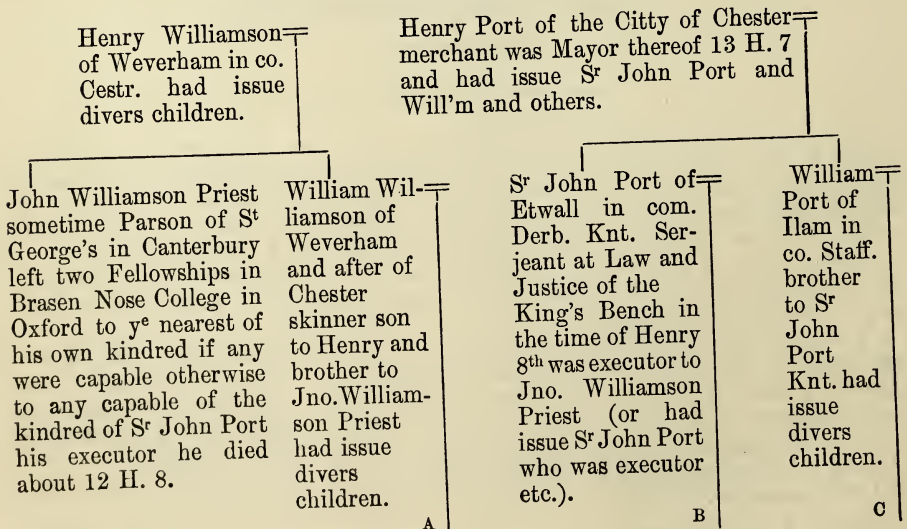 Henry Williamson
of Weverham in co.
Cestr. had issue
divers children.
Henry Port of the Citty of Chester
merchant was Mayor thereof 13 H. 7
and had issue Sʳ John Port and
Will'm and others.
John Williamson Priest
sometime Parson of Sᵗ
George's in Canterbury
left two Fellowships in
Brasen Nose College in
Oxford to yᵉ nearest of
his own kindred if any
were capable otherwise
to any capable of the
kindred of Sʳ John Port
his executor he died
about 12 H. 8.
William Wil-
liamson of
Weverham
and after of
Chester
skinner son
to Henry and
brother to
Jno. William-
son Priest
had issue
divers
children.
A
Sʳ John Port of
Etwall in com.
Derb. Knt. Ser-
jeant at Law and
Justice of the
King's Bench in
the time of Henry
8ᵗʰ was executor to
Jno. Williamson
Priest (or had
issue Sʳ John Port
who was executor
etc.).
B
William
Port of
Ilam in
co. Staff.
brother
to Sʳ
John
Port
Knt. had
issue
divers
children.
C